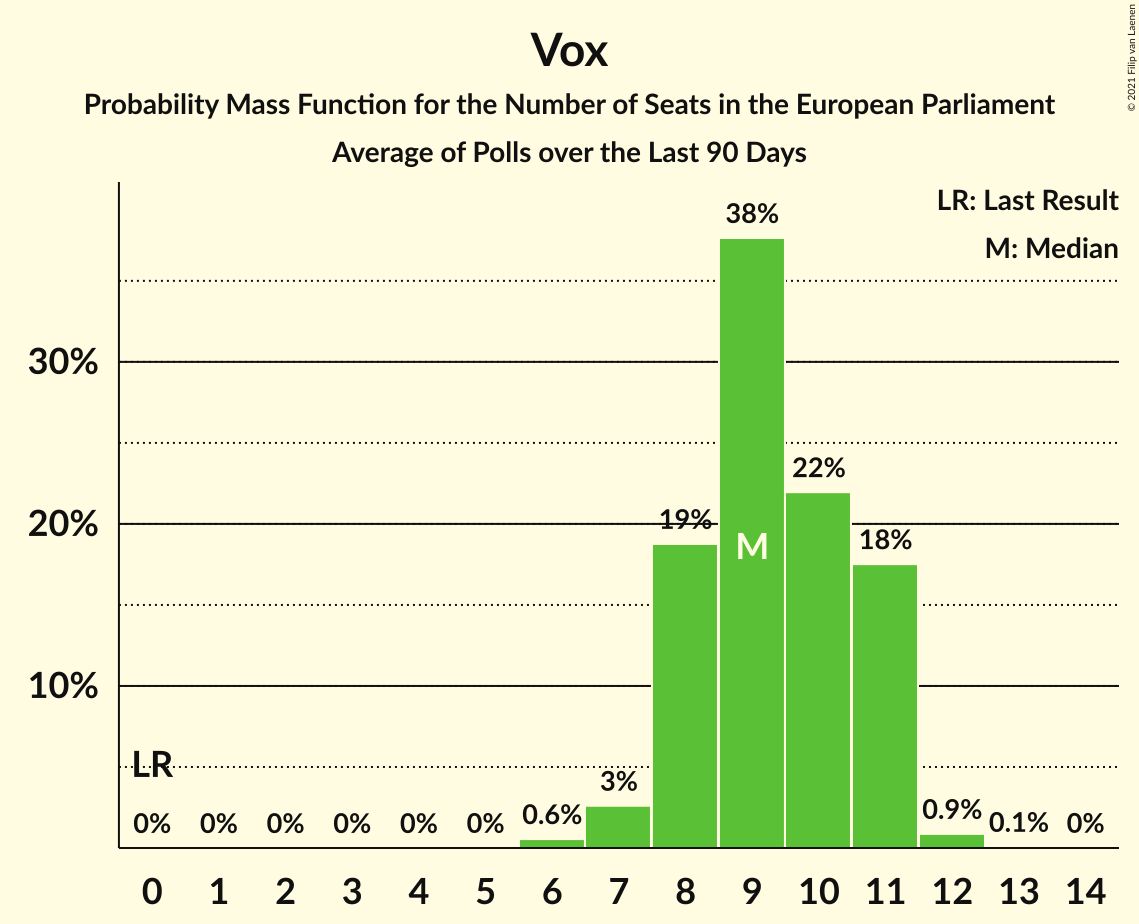 Vox
Probability Mass Function for the Number of Seats in the European Parliament
Average of Polls over the Last 90 Days
© 2021 Filip van Laenen
LR: Last Result
M: Median
38%
30%
22%
20%
19%
M
18%
10%
LR
3%
0% 0% 0% 0% 0% 0% 0.6% 0.9% 0.1% 0%
0 1 2 3 4 5 6 7 8 9 10 11 12 13 14